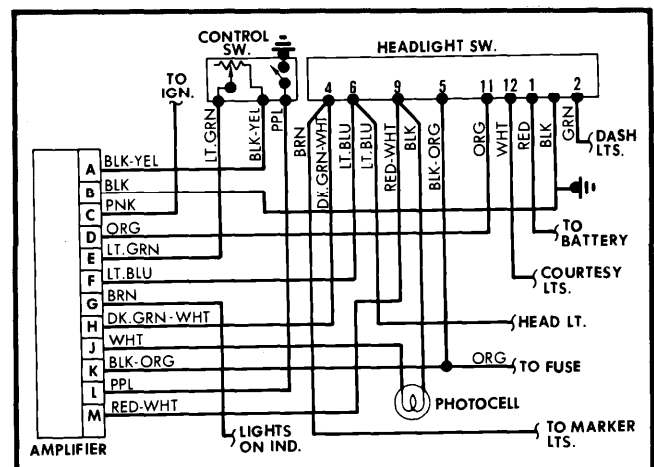 CONTROL
SW.
HEADLIGHT SW.
TO
IGN.
4 6 9 5 11 12 1 2
LT.GRN
BLK-YEL
PPL
BRN
DK.GRN-WHT
LT.BLU
LT.BLU
RED-WHT
BLK
BLK-ORG
ORG
WHT
RED
BLK
GRN
DASH
LTS.
A BLK-YEL
B BLK
C PNK
D ORG
E LT.GRN
F LT.BLU
G BRN
H DK.GRN-WHT
J WHT
K BLK-ORG
L PPL
M RED-WHT
TO
BATTERY
COURTESY
LTS.
HEAD LT.
ORG TO FUSE
PHOTOCELL
TO MARKER
LTS.
LIGHTS
ON IND.
AMPLIFIER